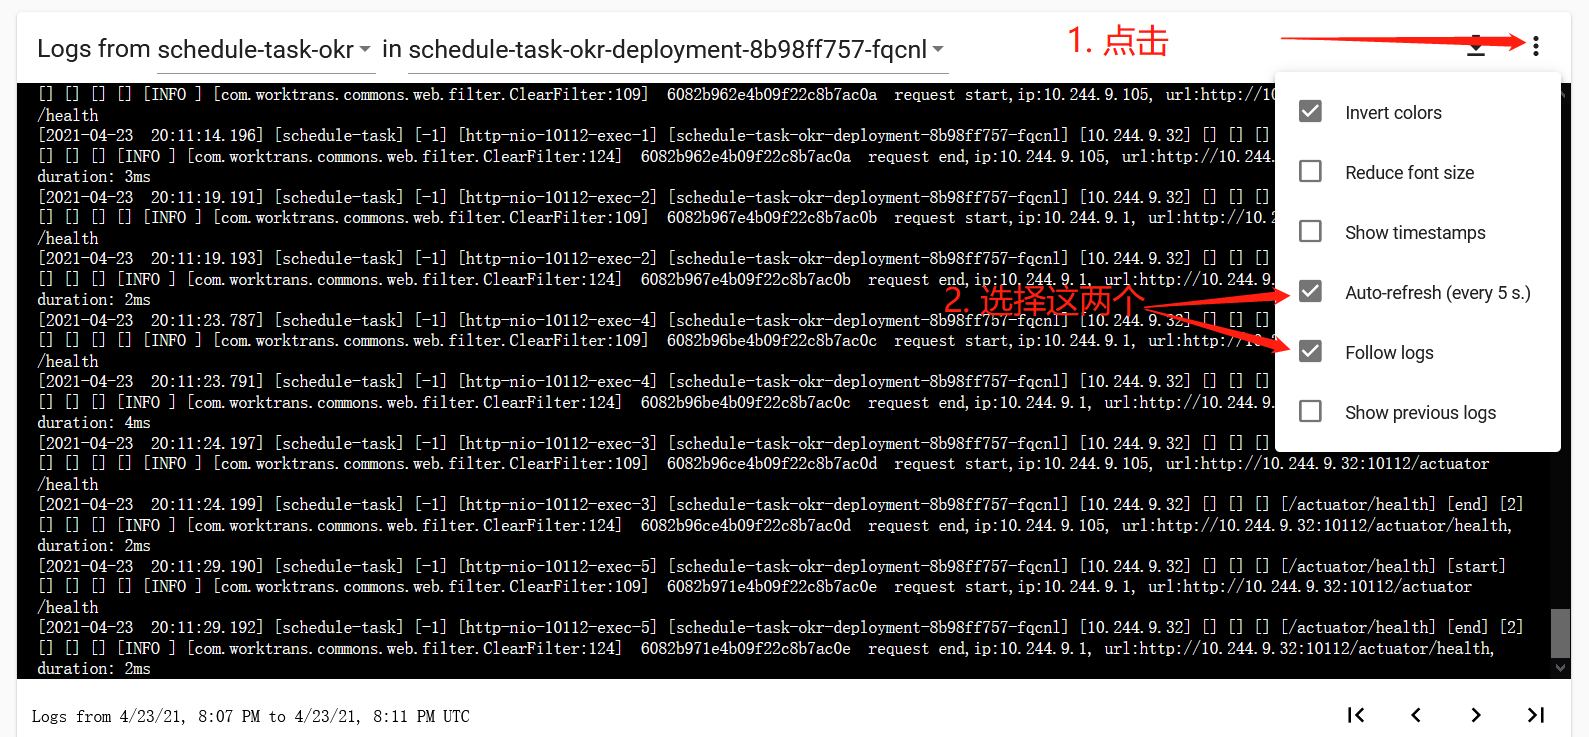 Logs from schedule-task-okr in schedule-task-okr-deployment-8b98ff757-fqcnl
1. 点击
[] [] [] [] [INFO ] [com.worktrans.commons.web.filter.ClearFilter:109]  6082b962e4b09f22c8b7ac0a  request start,ip:10.244.9.105, url:http://10
/health
[2021-04-23  20:11:14.196] [schedule-task] [-1] [http-nio-10112-exec-1] [schedule-task-okr-deployment-8b98ff757-fqcnl] [10.244.9.32] [] [] []
[] [] [] [INFO ] [com.worktrans.commons.web.filter.ClearFilter:124]  6082b962e4b09f22c8b7ac0a  request end,ip:10.244.9.105, url:http://10.244.
duration: 3ms
[2021-04-23  20:11:19.191] [schedule-task] [-1] [http-nio-10112-exec-2] [schedule-task-okr-deployment-8b98ff757-fqcnl] [10.244.9.32] [] [] []
[] [] [] [] [INFO ] [com.worktrans.commons.web.filter.ClearFilter:109]  6082b967e4b09f22c8b7ac0b  request start,ip:10.244.9.1, url:http://10.2
/health
[2021-04-23  20:11:19.193] [schedule-task] [-1] [http-nio-10112-exec-2] [schedule-task-okr-deployment-8b98ff757-fqcnl] [10.244.9.32] [] [] []
[] [] [] [INFO ] [com.worktrans.commons.web.filter.ClearFilter:124]  6082b967e4b09f22c8b7ac0b  request end,ip:10.244.9.1, url:http://10.244.9.
duration: 2ms
2. 选择这两个
[2021-04-23  20:11:23.787] [schedule-task] [-1] [http-nio-10112-exec-4] [schedule-task-okr-deployment-8b98ff757-fqcnl] [10.244.9.32] [] [] []
[] [] [] [] [INFO ] [com.worktrans.commons.web.filter.ClearFilter:109]  6082b96be4b09f22c8b7ac0c  request start,ip:10.244.9.1, url:http://10.2
/health
[2021-04-23  20:11:23.791] [schedule-task] [-1] [http-nio-10112-exec-4] [schedule-task-okr-deployment-8b98ff757-fqcnl] [10.244.9.32] [] [] []
[] [] [] [INFO ] [com.worktrans.commons.web.filter.ClearFilter:124]  6082b96be4b09f22c8b7ac0c  request end,ip:10.244.9.1, url:http://10.244.9.
duration: 4ms
[2021-04-23  20:11:24.197] [schedule-task] [-1] [http-nio-10112-exec-3] [schedule-task-okr-deployment-8b98ff757-fqcnl] [10.244.9.32] [] [] []
[] [] [] [] [INFO ] [com.worktrans.commons.web.filter.ClearFilter:109]  6082b96ce4b09f22c8b7ac0d  request start,ip:10.244.9.105, url:http://10.244.9.32:10112/actuator
/health
[2021-04-23  20:11:24.199] [schedule-task] [-1] [http-nio-10112-exec-3] [schedule-task-okr-deployment-8b98ff757-fqcnl] [10.244.9.32] [] [] [] [/actuator/health] [end] [2]
[] [] [] [INFO ] [com.worktrans.commons.web.filter.ClearFilter:124]  6082b96ce4b09f22c8b7ac0d  request end,ip:10.244.9.105, url:http://10.244.9.32:10112/actuator/health,
duration: 2ms
[2021-04-23  20:11:29.190] [schedule-task] [-1] [http-nio-10112-exec-5] [schedule-task-okr-deployment-8b98ff757-fqcnl] [10.244.9.32] [] [] [] [/actuator/health] [start]
[] [] [] [] [INFO ] [com.worktrans.commons.web.filter.ClearFilter:109]  6082b971e4b09f22c8b7ac0e  request start,ip:10.244.9.1, url:http://10.244.9.32:10112/actuator
/health
[2021-04-23  20:11:29.192] [schedule-task] [-1] [http-nio-10112-exec-5] [schedule-task-okr-deployment-8b98ff757-fqcnl] [10.244.9.32] [] [] [] [/actuator/health] [end] [2]
[] [] [] [INFO ] [com.worktrans.commons.web.filter.ClearFilter:124]  6082b971e4b09f22c8b7ac0e  request end,ip:10.244.9.1, url:http://10.244.9.32:10112/actuator/health,
duration: 2ms
Invert colors
Reduce font size
Show timestamps
Auto-refresh (every 5 s.)
Follow logs
Show previous logs
Logs from 4/23/21, 8:07 PM to 4/23/21, 8:11 PM UTC